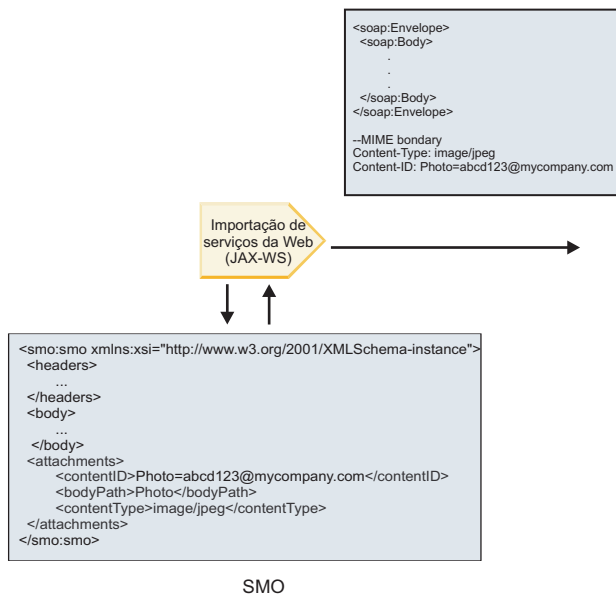 <soap:Envelope>
<soap:Body>
.
.
.
</soap:Body>
</soap:Envelope>
--MIME bondary
Content-Type: image/jpeg
Content-ID: Photo=abcd123@mycompany.com
Importação de
serviços da Web
(JAX-WS)
<smo:smo xmlns:xsi="http://www.w3.org/2001/XMLSchema-instance">
<headers>
...
</headers>
<body>
...
</body>
<attachments>
<contentID>Photo=abcd123@mycompany.com</contentID>
<bodyPath>Photo</bodyPath>
<contentType>image/jpeg</contentType>
</attachments>
</smo:smo>
SMO